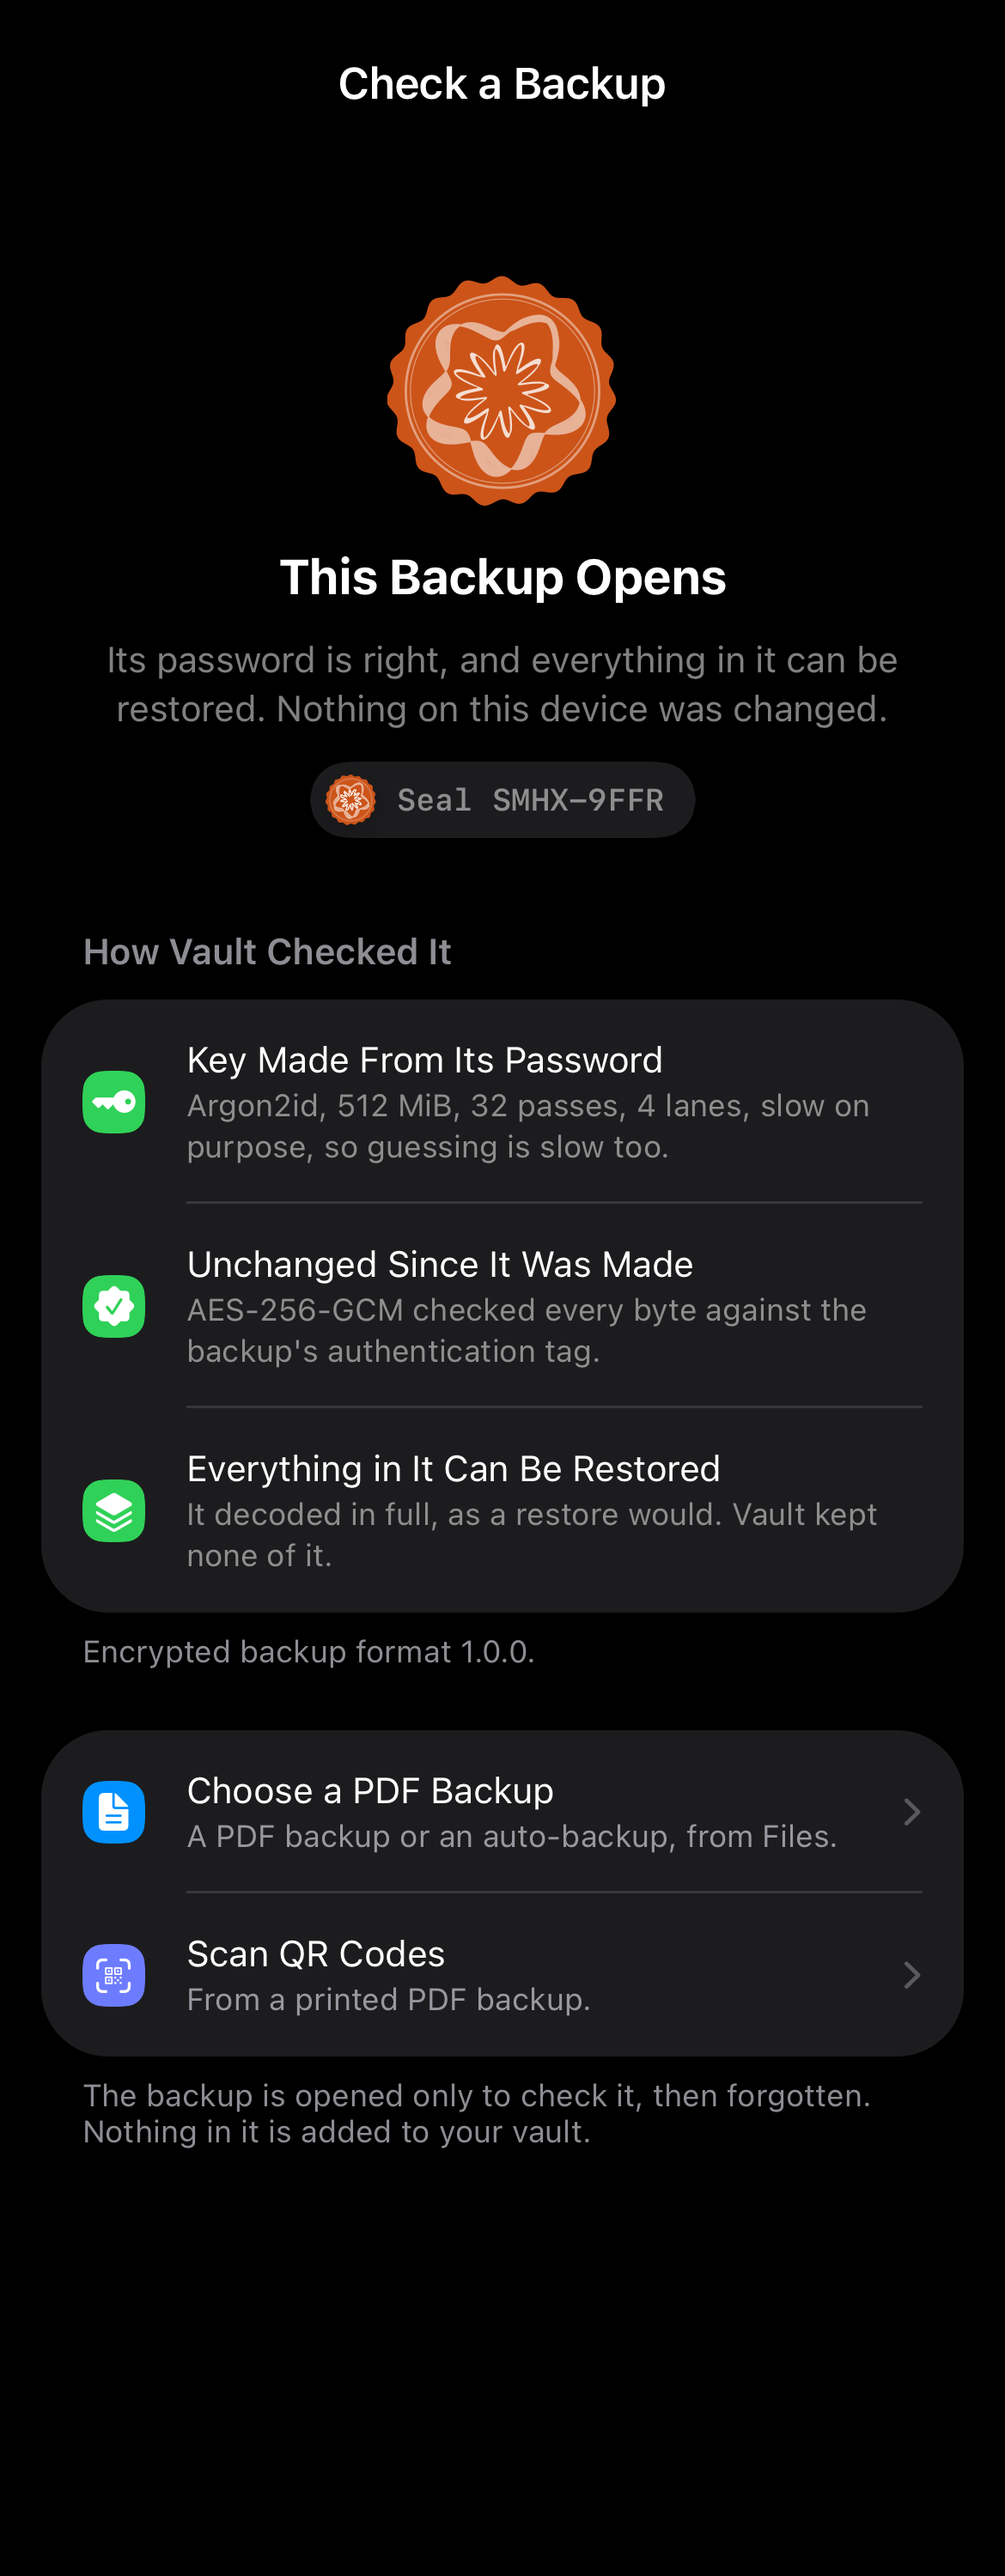 Check a Backup
This Backup Opens
Its password is right, and everything in it can be
restored. Nothing on this device was changed.
Seal SMHX–9FFR
How Vault Checked It
Key Made From Its Password
Argon2id, 512 MiB, 32 passes, 4 lanes, slow on
purpose, so guessing is slow too.
Unchanged Since It Was Made
AES-256-GCM checked every byte against the
backup's authentication tag.
Everything in It Can Be Restored
It decoded in full, as a restore would. Vault kept
none of it.
Encrypted backup format 1.0.0.
Choose a PDF Backup
A PDF backup or an auto-backup, from Files.
Scan QR Codes
From a printed PDF backup.
The backup is opened only to check it, then forgotten.
Nothing in it is added to your vault.